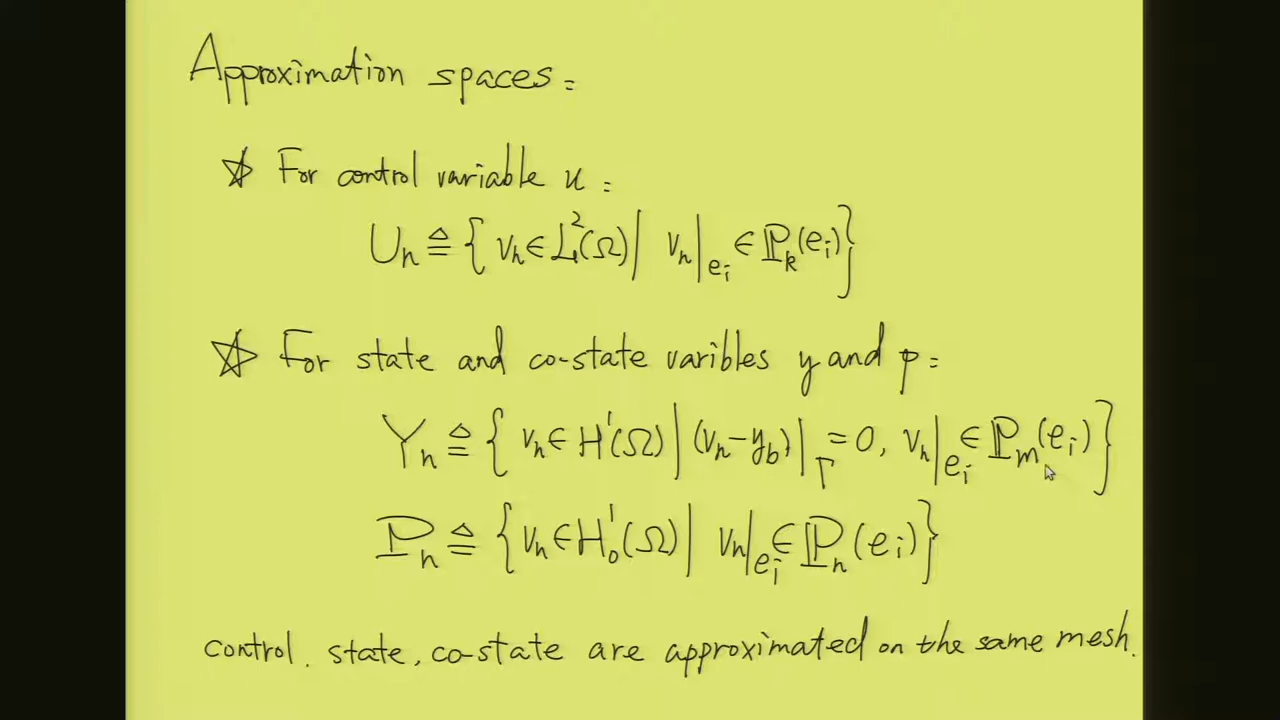 Approximation spaces:
☆ For control variable u:
U_h ≜ { v_h ∈ L²(Ω) | v_h|_{e_i} ∈ ℙ_k(e_i) }
☆ For state and co-state varibles y and p:
Y_h ≜ { v_h ∈ H¹(Ω) | (v_h - y_b)|_Γ = 0, v_h|_{e_i} ∈ ℙ_m(e_i) }
P_h ≜ { v_h ∈ H¹_0(Ω) | v_h|_{e_i} ∈ ℙ_n(e_i) }
control, state, co-state are approximated on the same mesh.